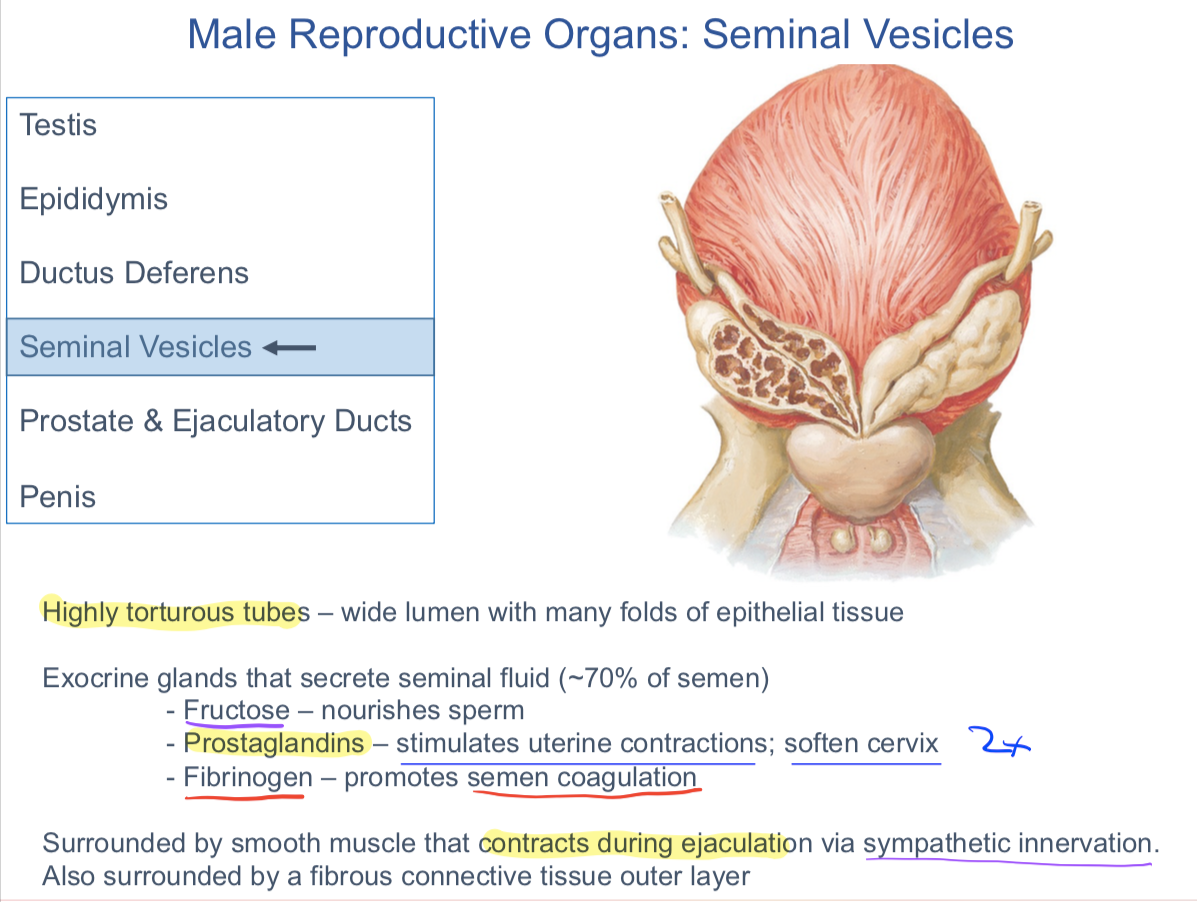 Male Reproductive Organs: Seminal Vesicles
Testis
Epididymis
Ductus Deferens
Seminal Vesicles
Prostate & Ejaculatory Ducts
Penis
Highly torturous tubes – wide lumen with many folds of epithelial tissue
Exocrine glands that secrete seminal fluid (~70% of semen)
- Fructose – nourishes sperm
- Prostaglandins – stimulates uterine contractions; soften cervix 2x
- Fibrinogen – promotes semen coagulation
Surrounded by smooth muscle that contracts during ejaculation via sympathetic innervation.
Also surrounded by a fibrous connective tissue outer layer